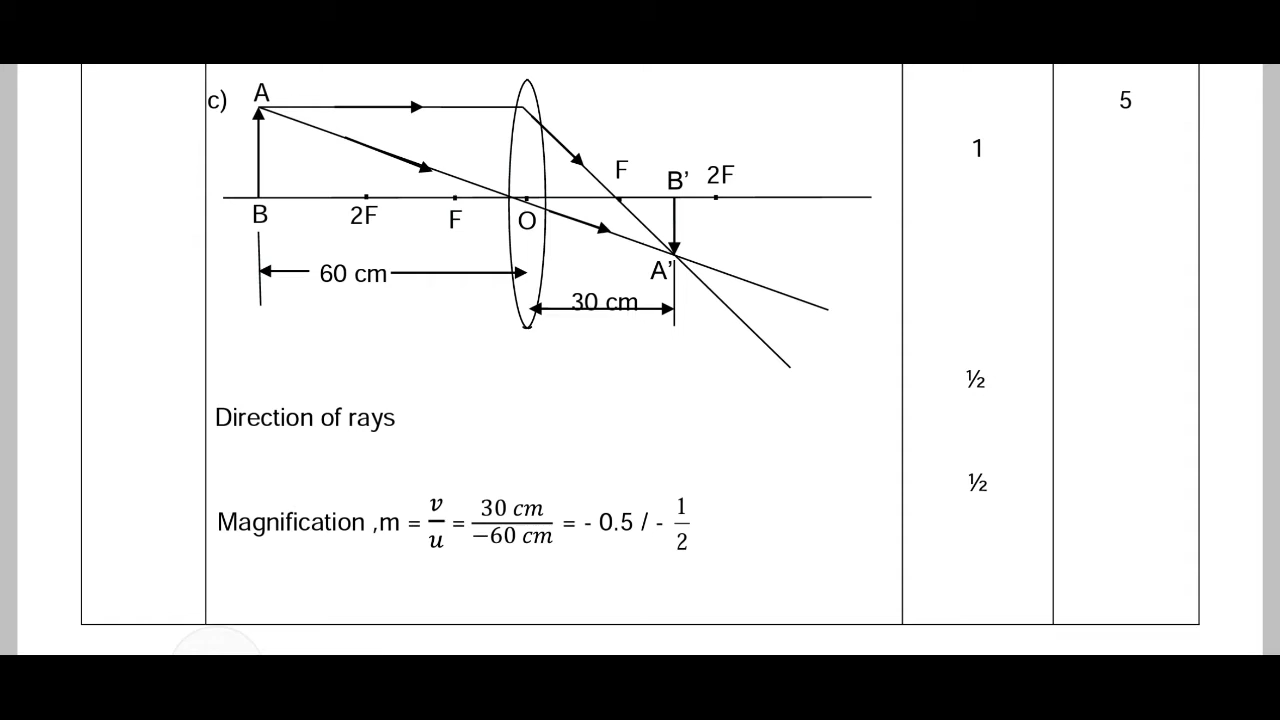 c) A 5
1
F B’ 2F
B 2F F O
60 cm A’
30 cm
½
Direction of rays
½
Magnification ,m = v/u = 30 cm/−60 cm = - 0.5 / - 1/2